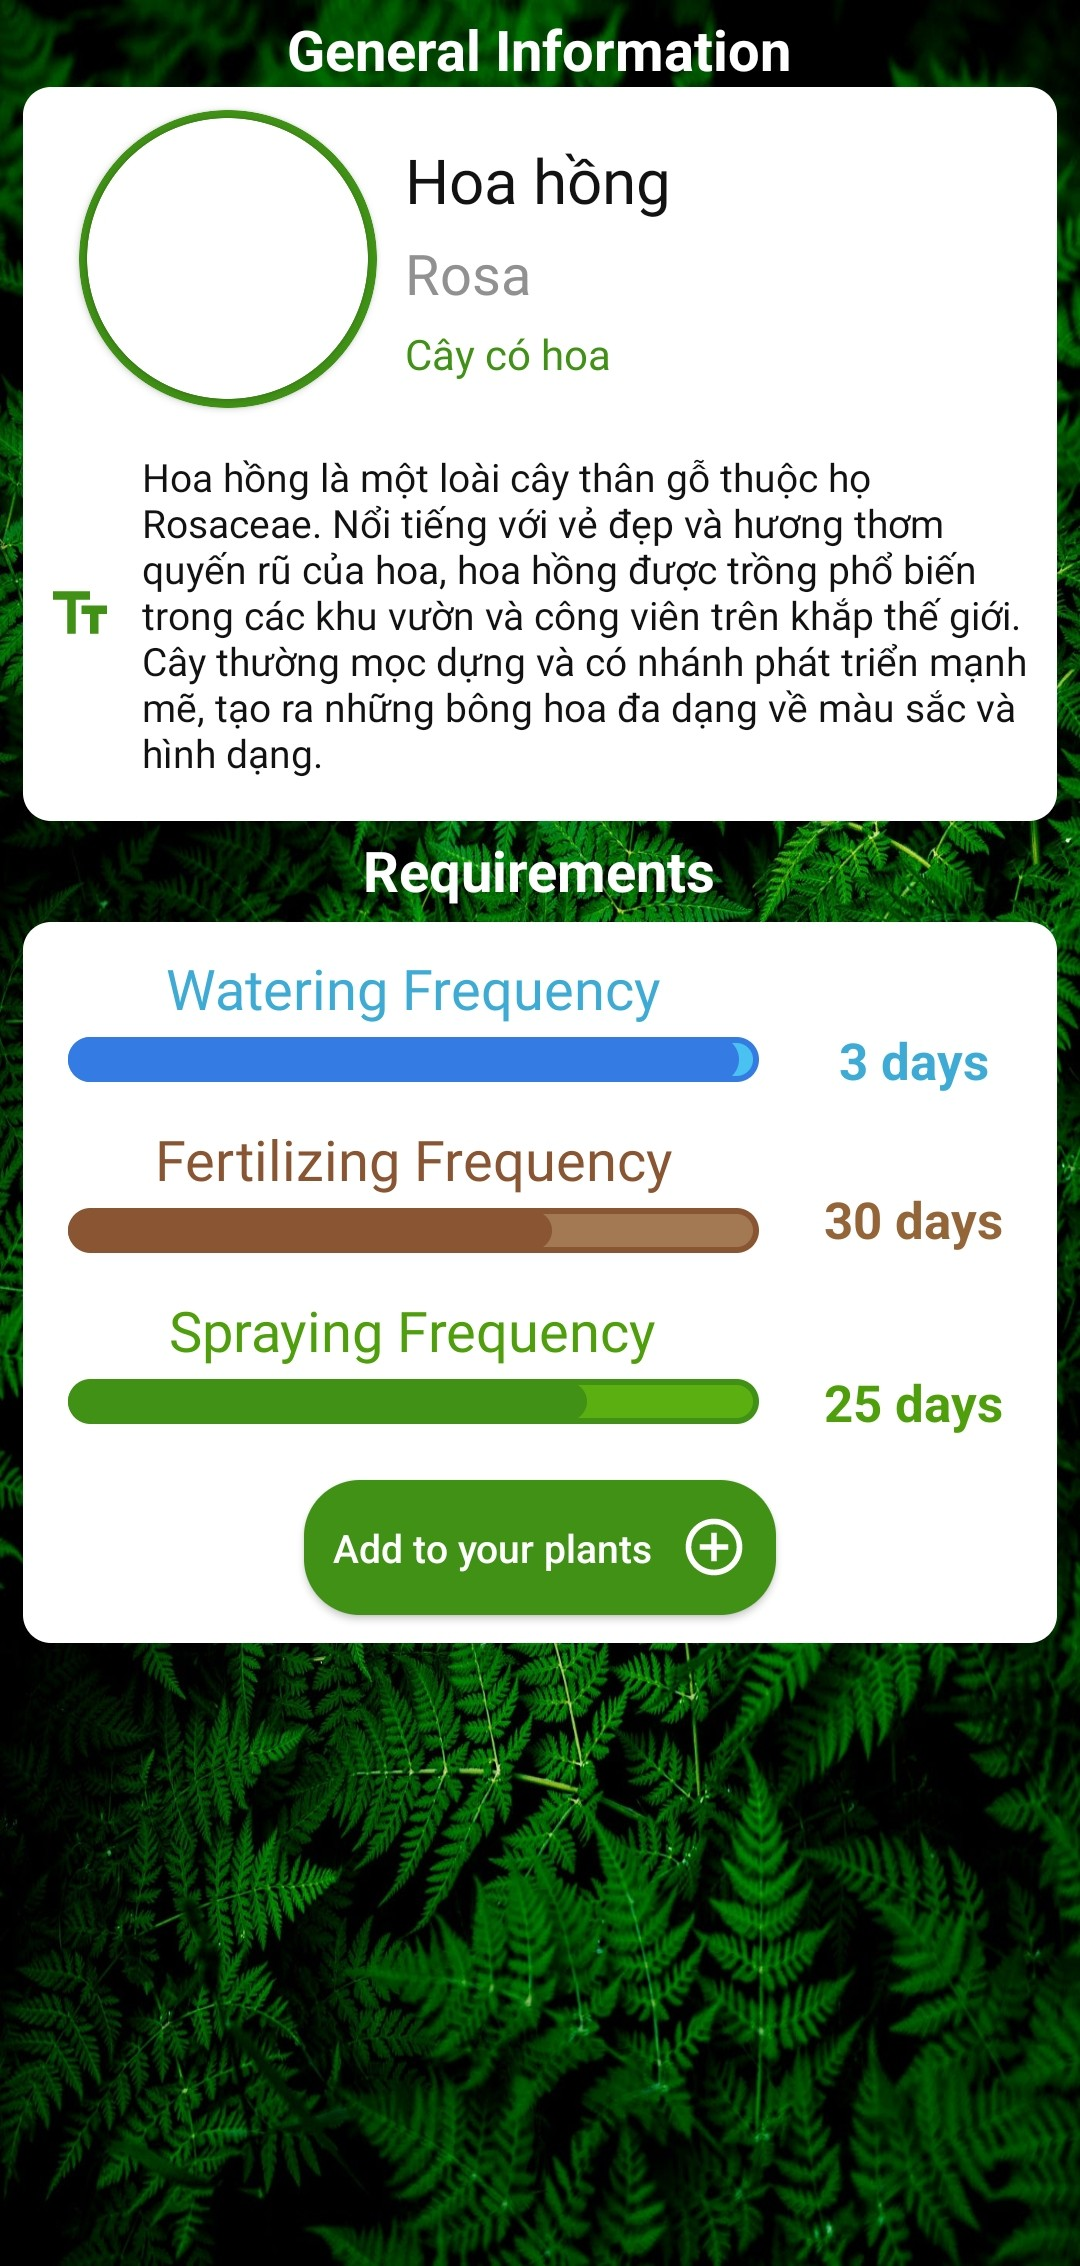 General Information
Hoa hồng
Rosa
Cây có hoa
Hoa hồng là một loài cây thân gỗ thuộc họ
Rosaceae. Nổi tiếng với vẻ đẹp và hương thơm
quyến rũ của hoa, hoa hồng được trồng phổ biến
trong các khu vườn và công viên trên khắp thế giới.
Cây thường mọc dựng và có nhánh phát triển mạnh
mẽ, tạo ra những bông hoa đa dạng về màu sắc và
hình dạng.
Requirements
Watering Frequency
3 days
Fertilizing Frequency
30 days
Spraying Frequency
25 days
Add to your plants